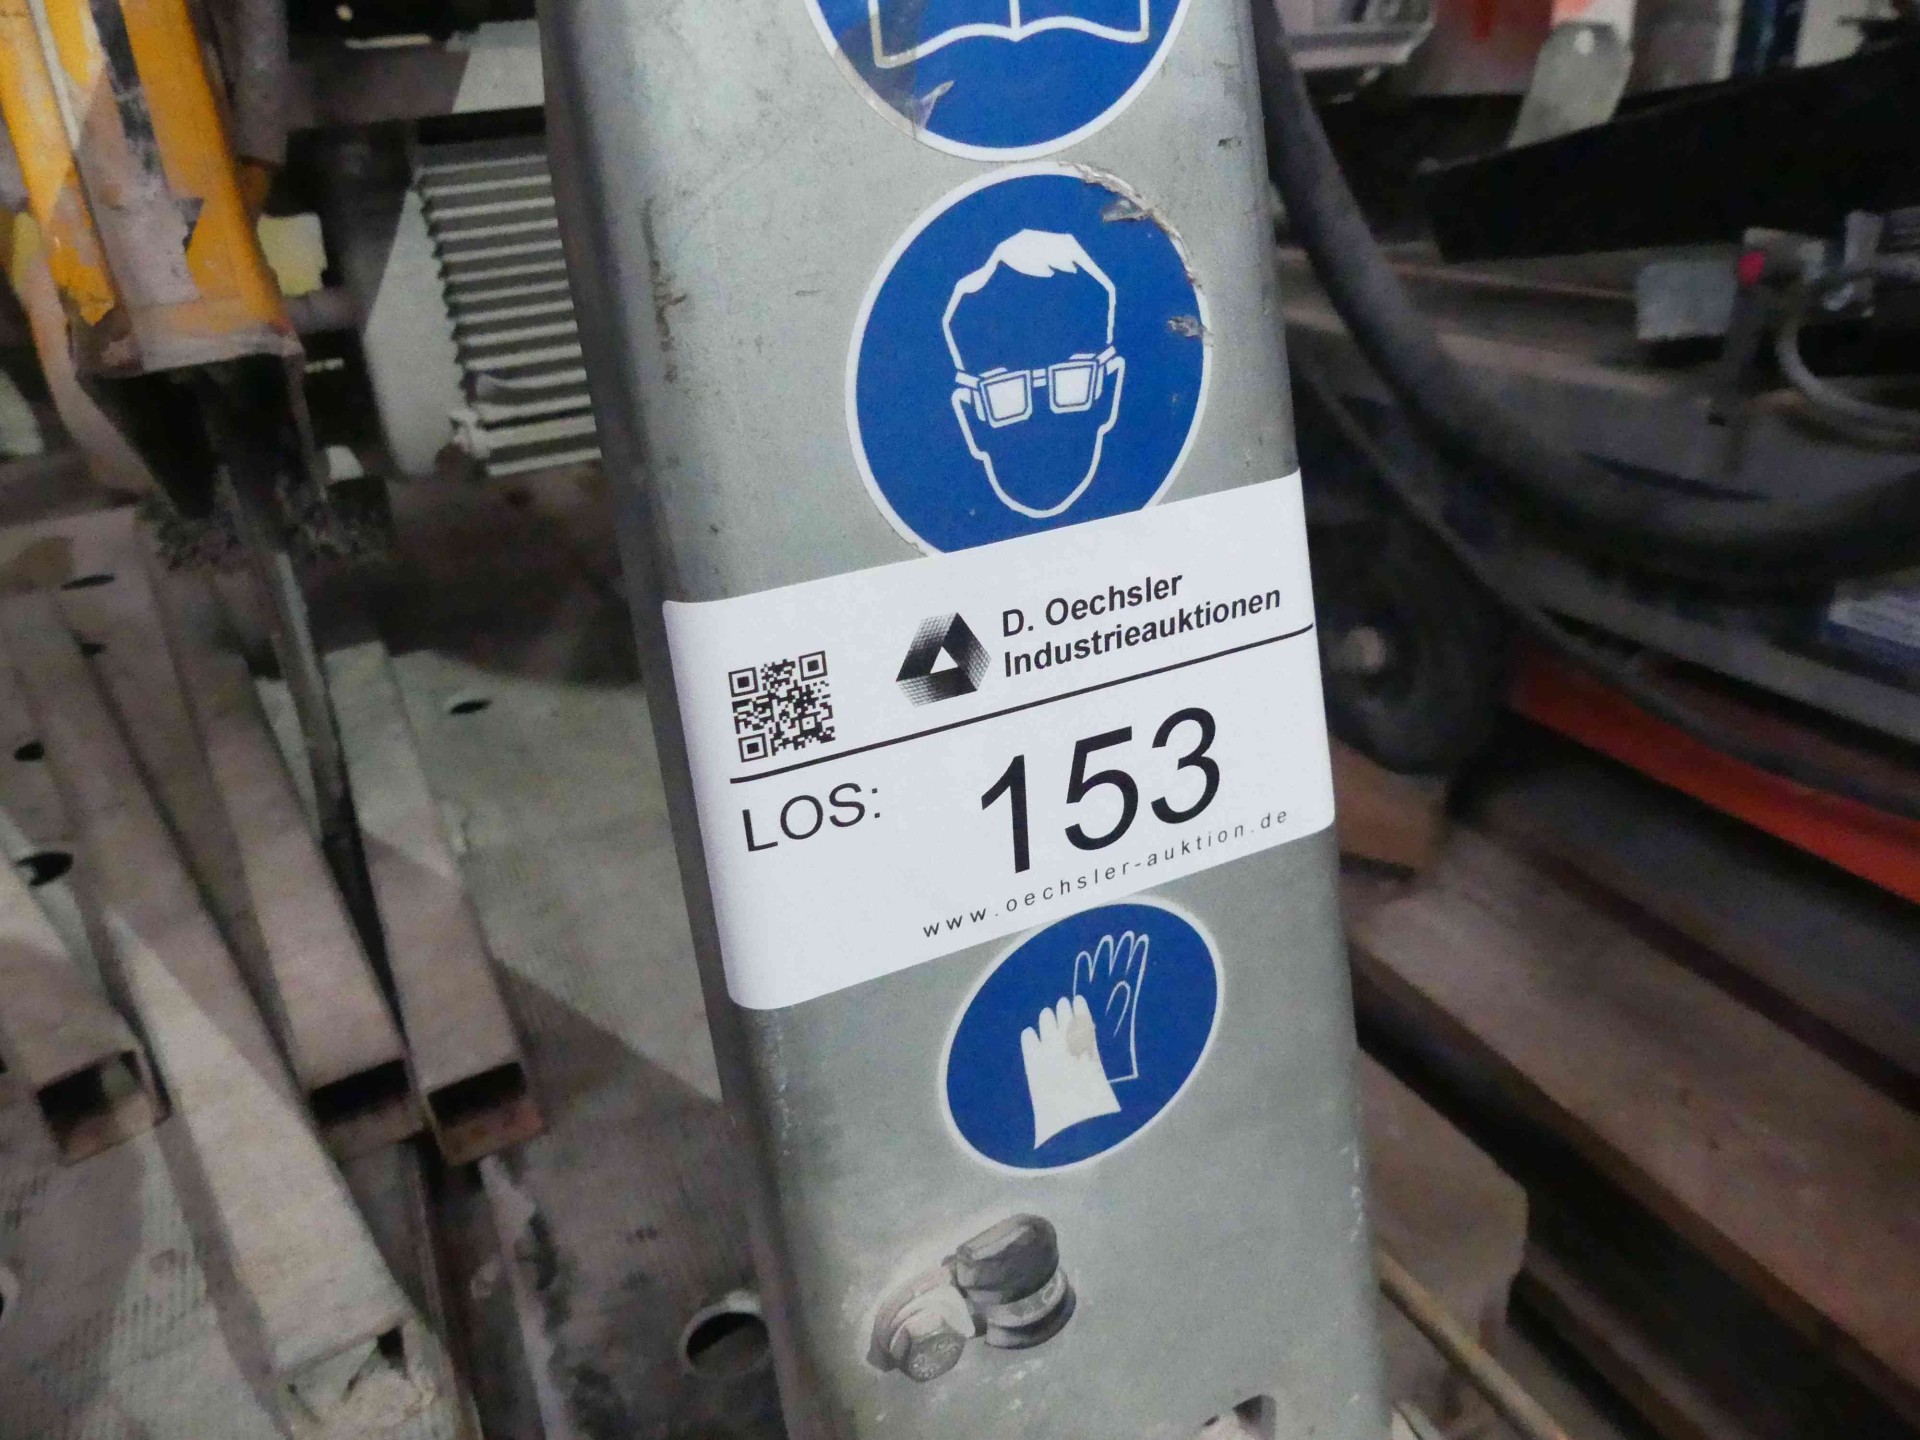 D. Oechsler
Industrieauktionen
LOS: 153
www.oechsler-auktion.de